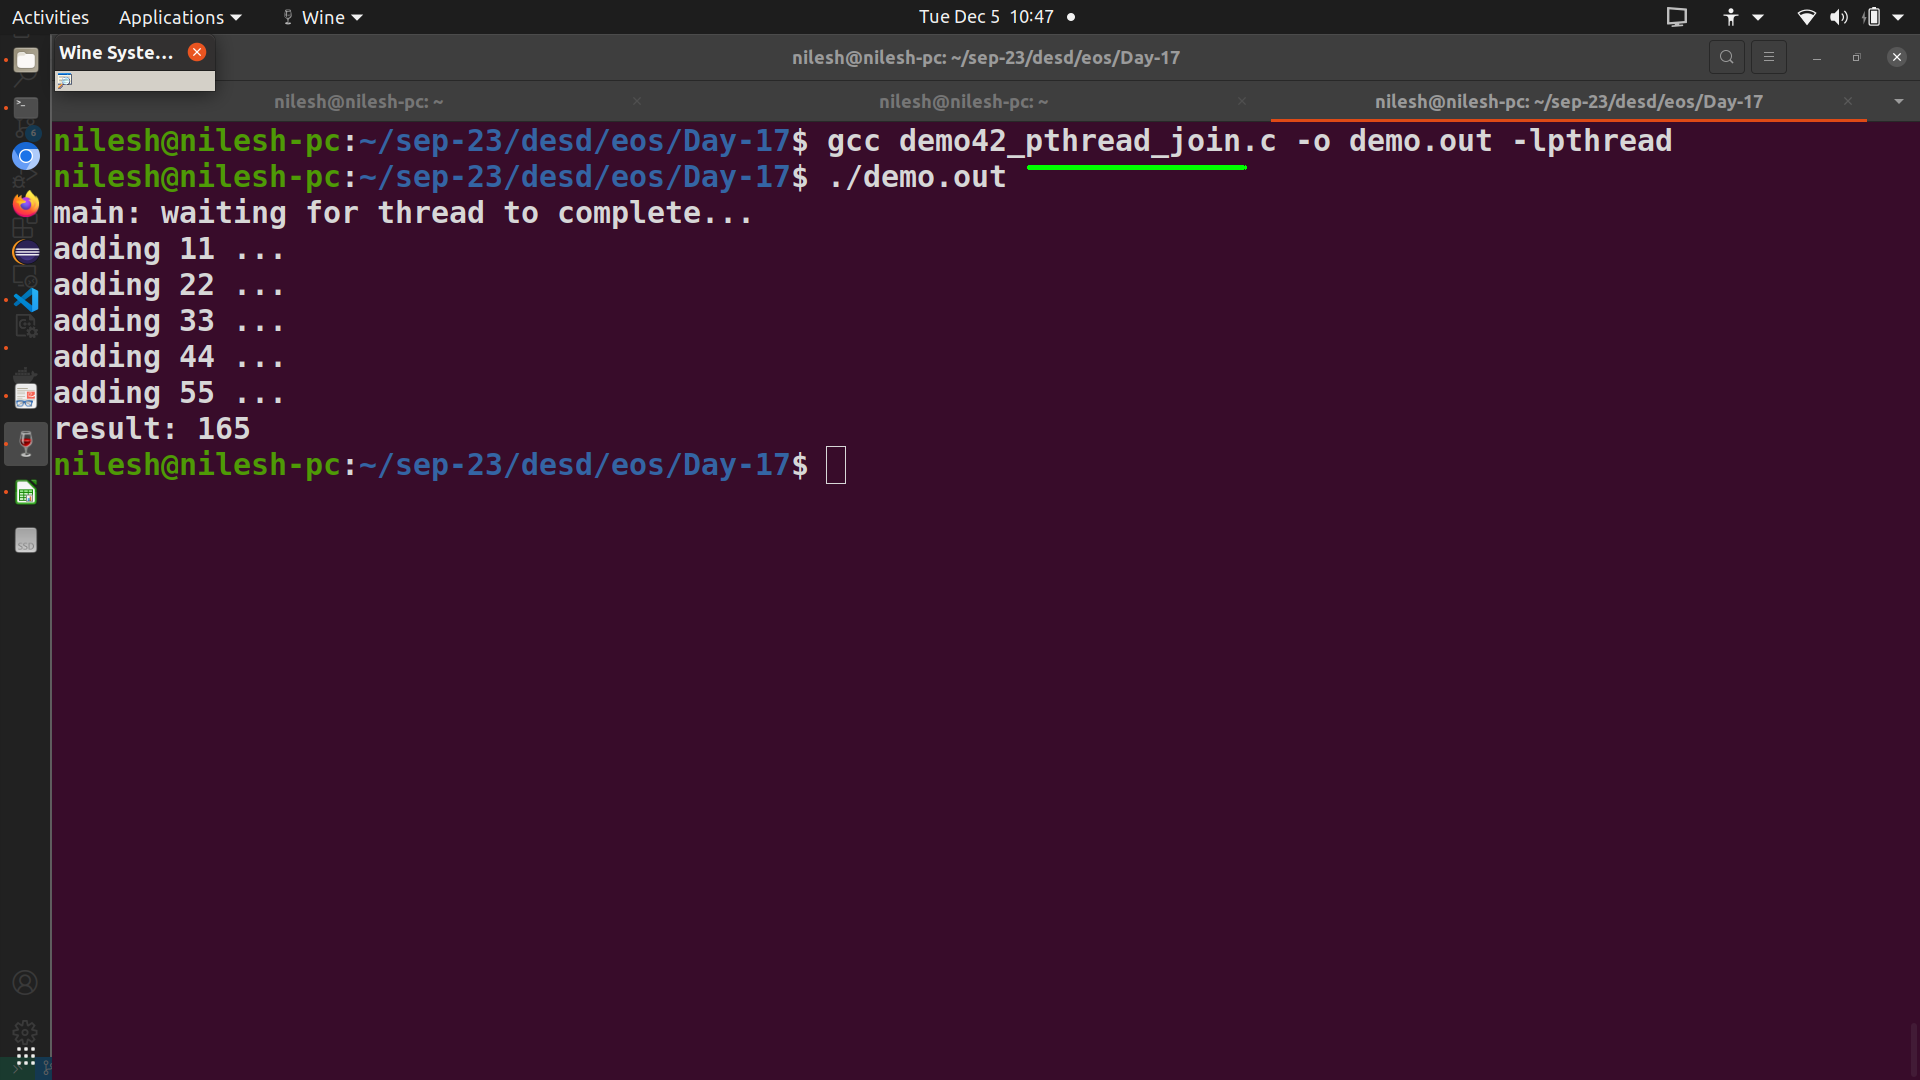 Activities Applications Wine Tue Dec 5 10:47
Wine Syste...
nilesh@nilesh-pc: ~/sep-23/desd/eos/Day-17
nilesh@nilesh-pc: ~ nilesh@nilesh-pc: ~ nilesh@nilesh-pc: ~/sep-23/desd/eos/Day-17
nilesh@nilesh-pc:~/sep-23/desd/eos/Day-17$ gcc demo42_pthread_join.c -o demo.out -lpthread
nilesh@nilesh-pc:~/sep-23/desd/eos/Day-17$ ./demo.out
main: waiting for thread to complete...
adding 11 ...
adding 22 ...
adding 33 ...
adding 44 ...
adding 55 ...
result: 165
nilesh@nilesh-pc:~/sep-23/desd/eos/Day-17$
6
SSD